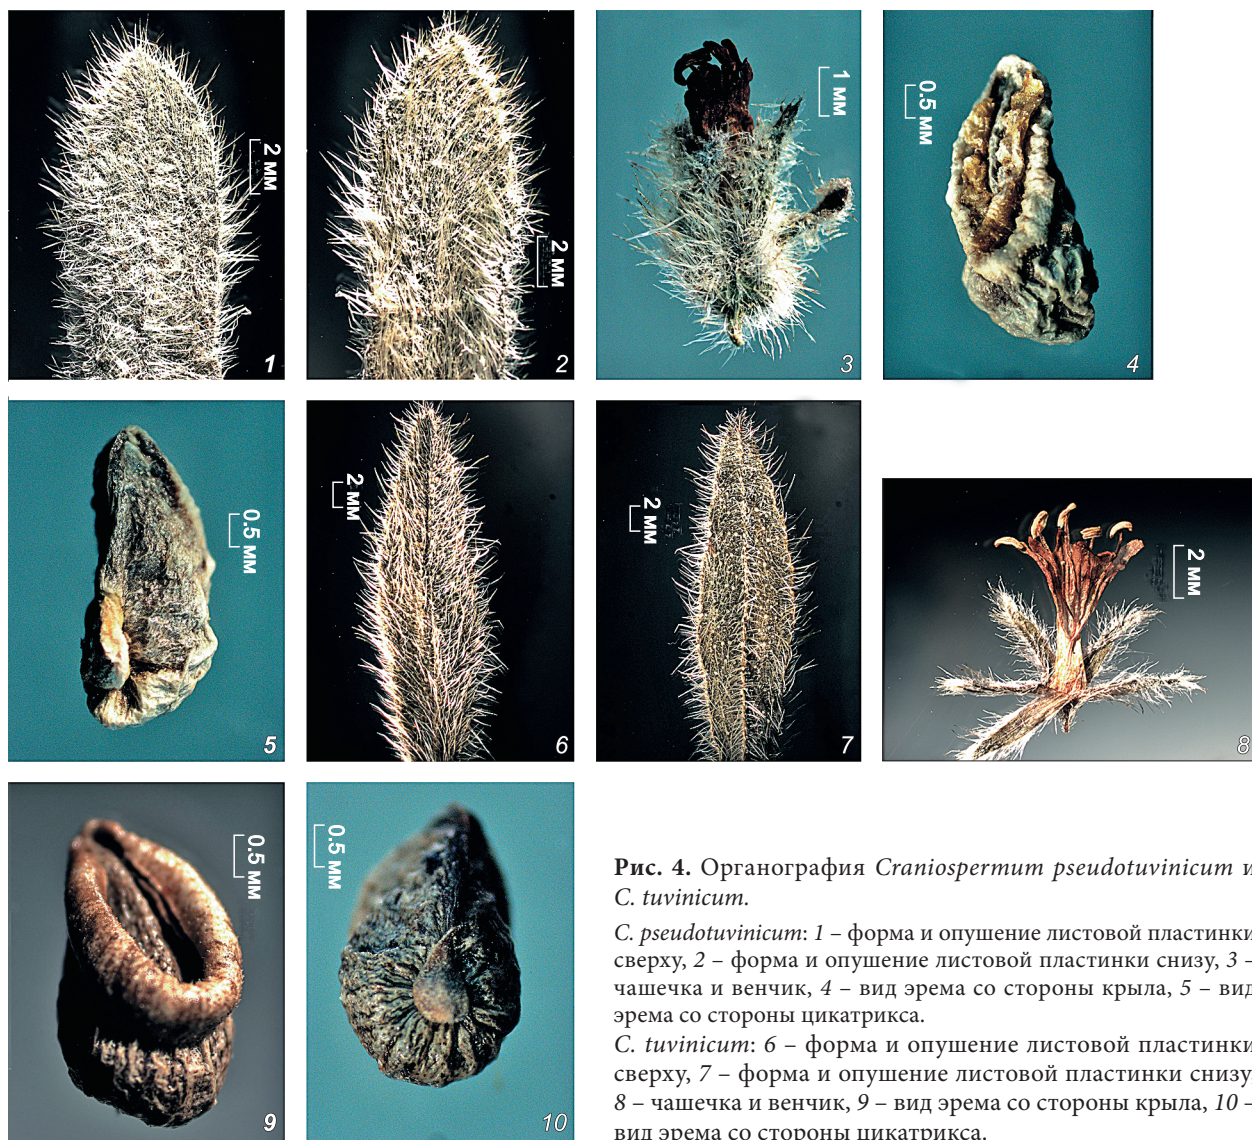 2 мм
1
2 мм
2
1 мм
3
0.5 мм
4
0.5 мм
5
2 мм
6
2 мм
7
2 мм
8
0.5 мм
9
0.5 мм
10
Рис. 4. Органография Craniospermum pseudotuvinicum и
C. tuvinicum.
C. pseudotuvinicum: 1 – форма и опушение листовой пластинки
сверху, 2 – форма и опушение листовой пластинки снизу, 3 –
чашечка и венчик, 4 – вид эрема со стороны крыла, 5 – вид
эрема со стороны цикатрикса.
C. tuvinicum: 6 – форма и опушение листовой пластинки
сверху, 7 – форма и опушение листовой пластинки снизу
8 – чашечка и венчик, 9 – вид эрема со стороны крыла, 10 –
вид эрема со стороны цикатрикса.